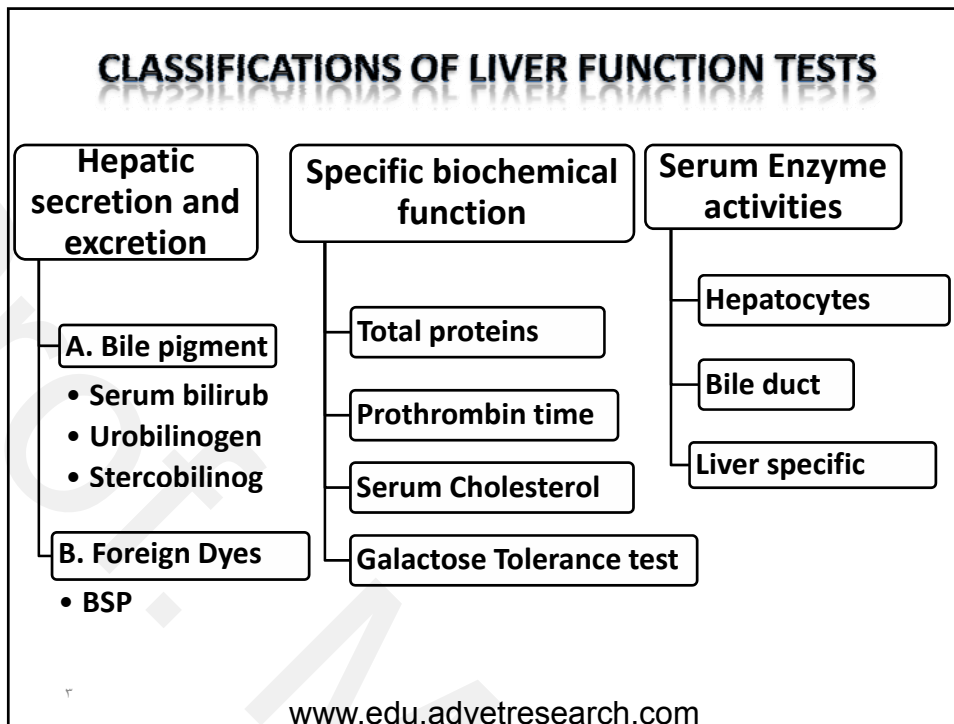 CLASSIFICATIONS OF LIVER FUNCTION TESTS
Hepatic
secretion and
excretion
A. Bile pigment
• Serum bilirub
• Urobilinogen
• Stercobilinog
B. Foreign Dyes
• BSP
Specific biochemical
function
Total proteins
Prothrombin time
Serum Cholesterol
Galactose Tolerance test
Serum Enzyme
activities
Hepatocytes
Bile duct
Liver specific
٣
www.edu.advetresearch.com